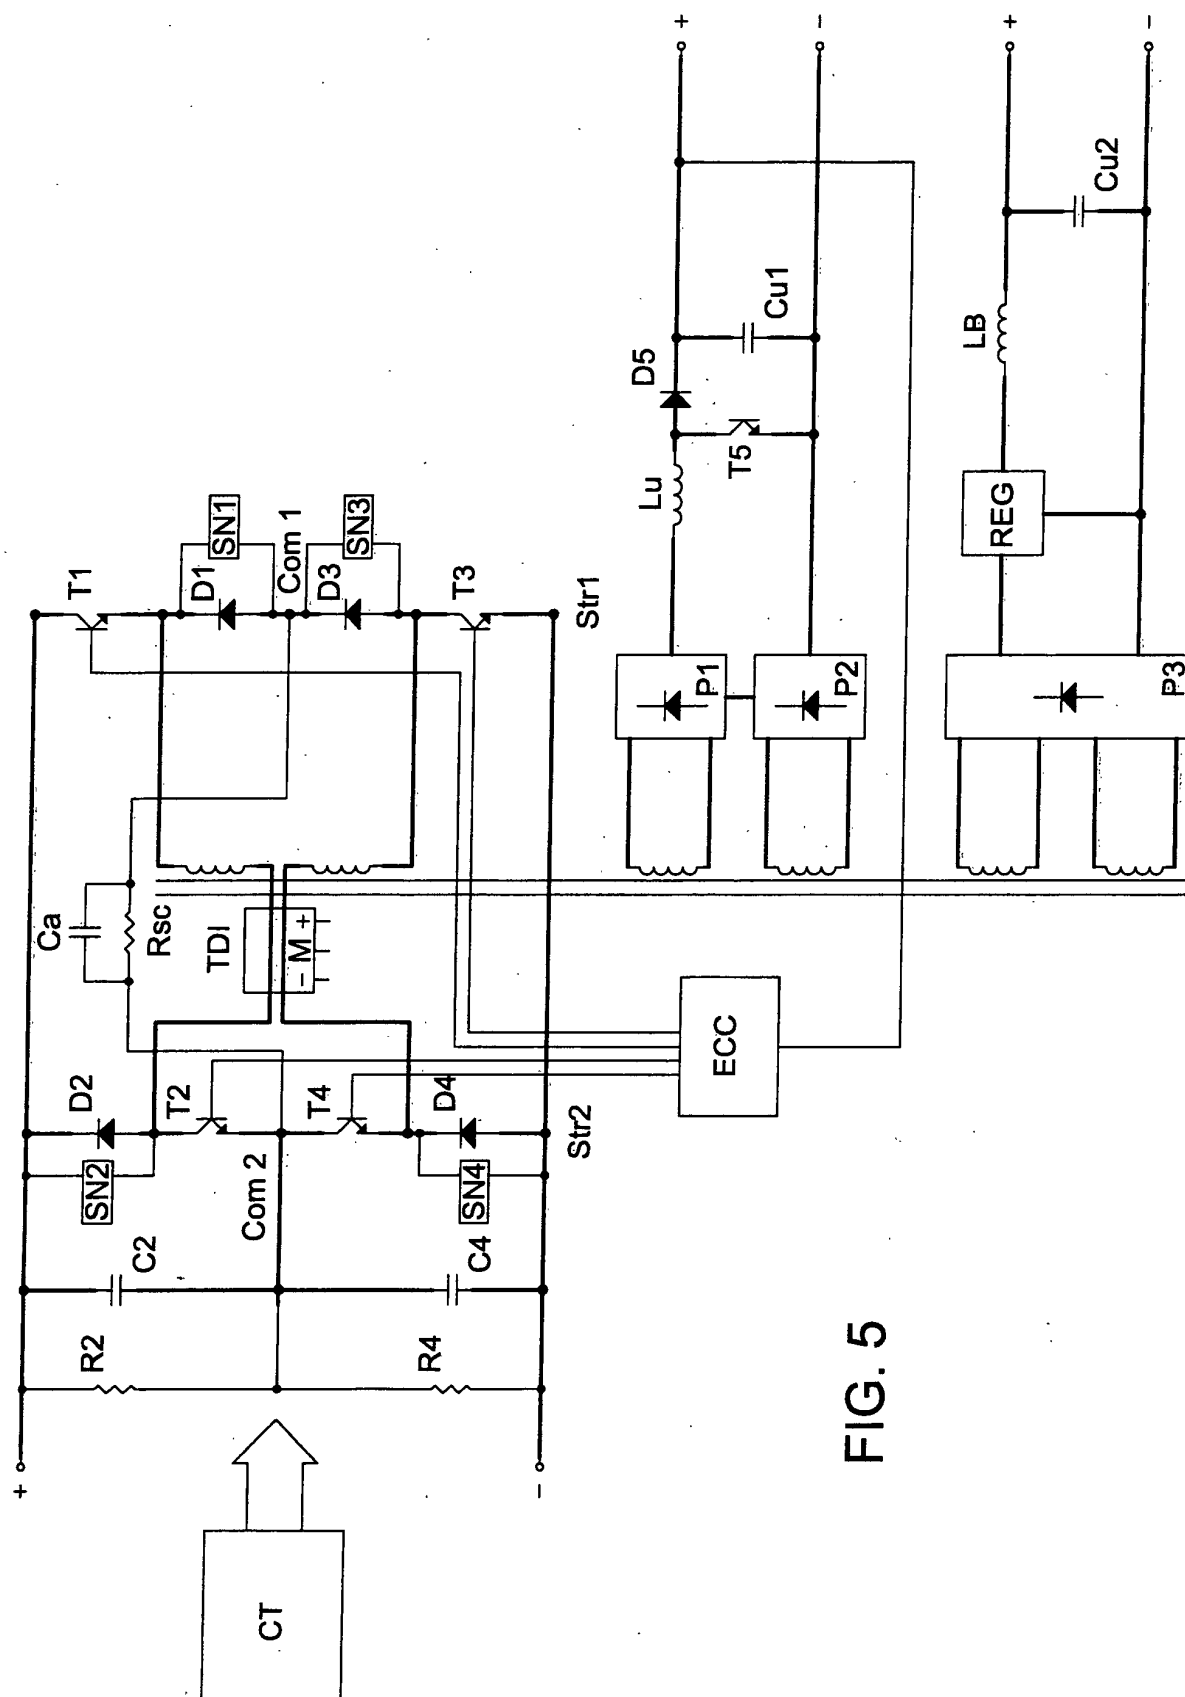 +
-
+
-
Cu2
Cu1
LB
D5
T5
Lu
REG
SN1
SN3
T1
D1
Com 1
D3
T3
Str1
P1
P2
P3
Ca
Rsc
TDI
- M +
ECC
D2
T2
T4
D4
Str2
SN2
SN4
Com 2
C2
C4
R2
R4
+
-
CT
FIG. 5